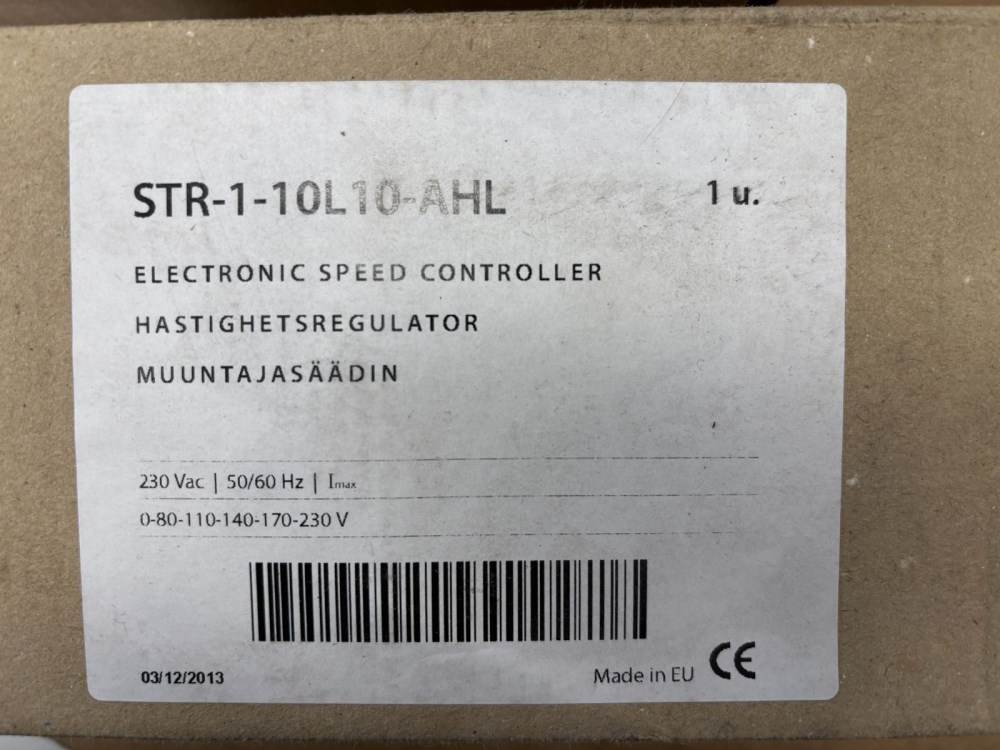 STR-1-10L10-AHL 1 u.
ELECTRONIC SPEED CONTROLLER
HASTIGHETSREGULATOR
MUUNTAJASÄÄDIN
230 Vac | 50/60 Hz | Imax
0-80-110-140-170-230 V
03/12/2013 Made in EU CE